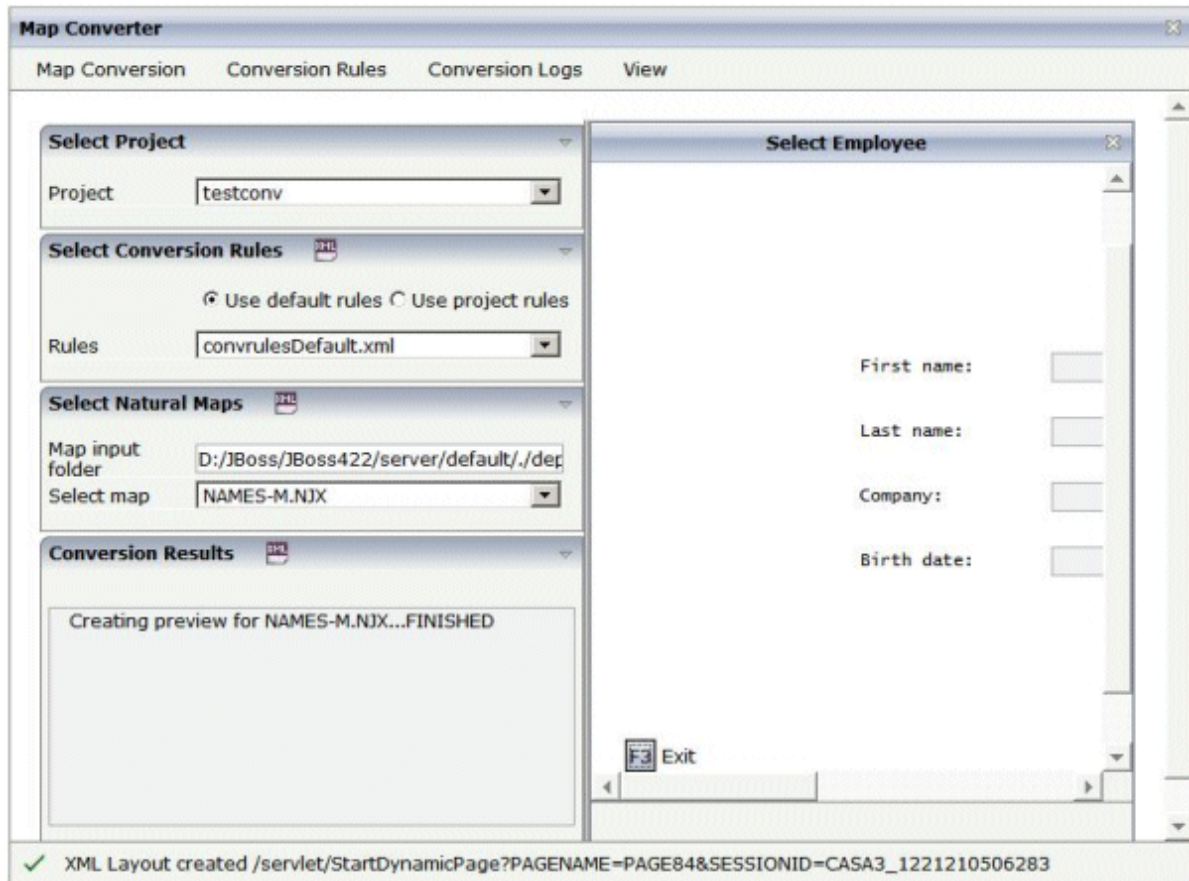 Map Converter
Map Conversion Conversion Rules Conversion Logs View
Select Project
Project testconv
Select Conversion Rules XML
Use default rules Use project rules
Rules convrulesDefault.xml
Select Natural Maps XML
Map input
folder D:/JBoss/JBoss422/server/default/./dep
Select map NAMES-M.NJX
Conversion Results XML
Creating preview for NAMES-M.NJX...FINISHED
Select Employee
First name:
Last name:
Company:
Birth date:
F3 Exit
XML Layout created /servlet/StartDynamicPage?PAGENAME=PAGE84&SESSIONID=CASA3_1221210506283